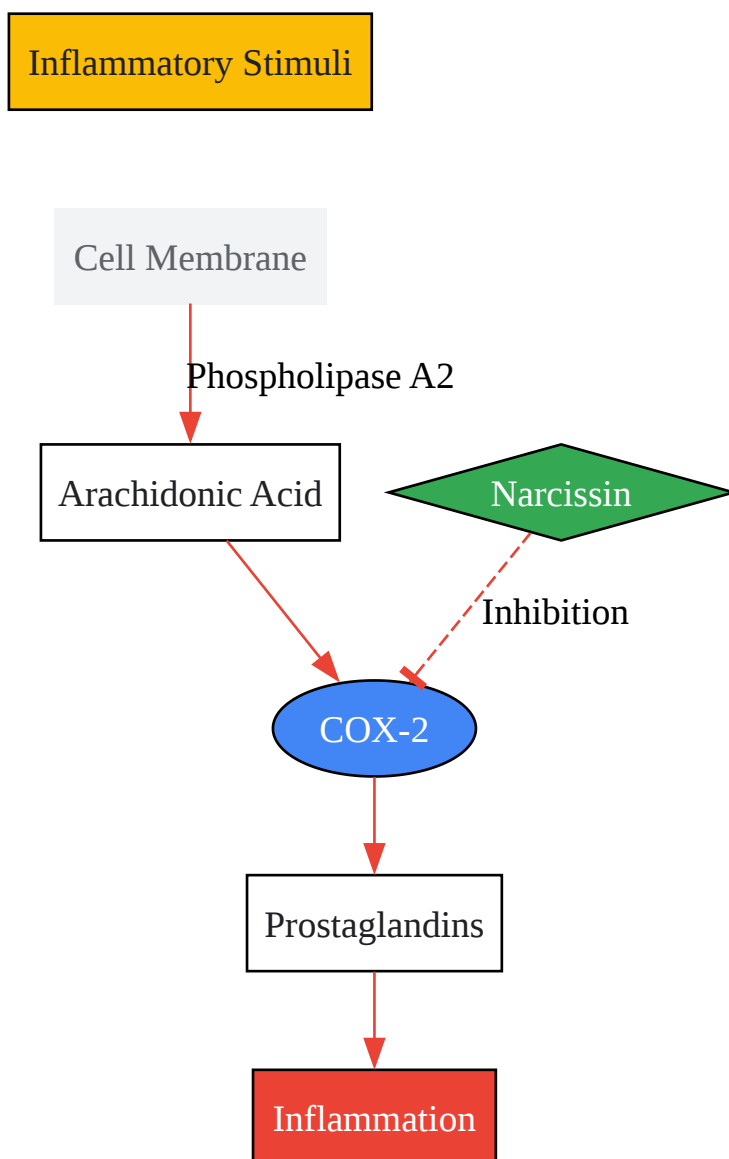 Inflammatory Stimuli
Cell Membrane
Phospholipase A2
Arachidonic Acid
Narcissin
Inhibition
COX-2
Prostaglandins
Inflammation